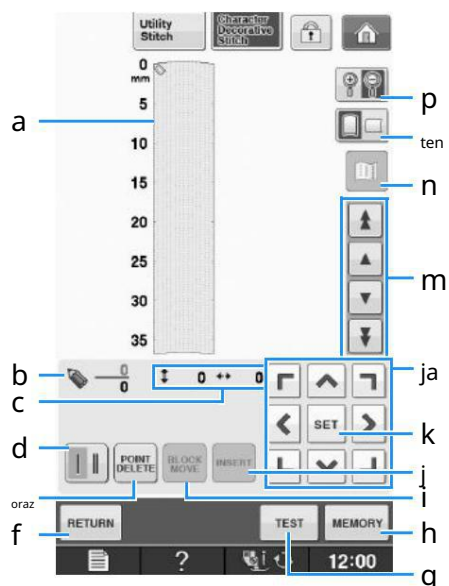 Utility Stitch
Character Decorative Stitch
0 mm
a
5
10
15
20
25
30
35
p
ten
n
m
b
0
0
0
0
c
ja
SET
k
d
POINT DELETE
BLOCK MOVE
INSERT
j
i
oraz
RETURN
f
TEST
MEMORY
h
?
12:00
g